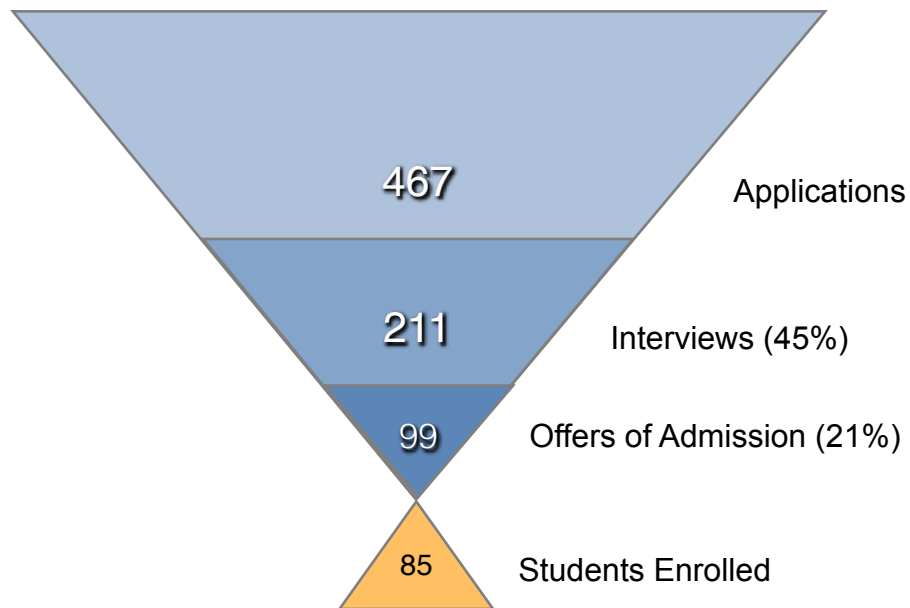 467
Applications
211
Interviews (45%)
99
Offers of Admission (21%)
85
Students Enrolled